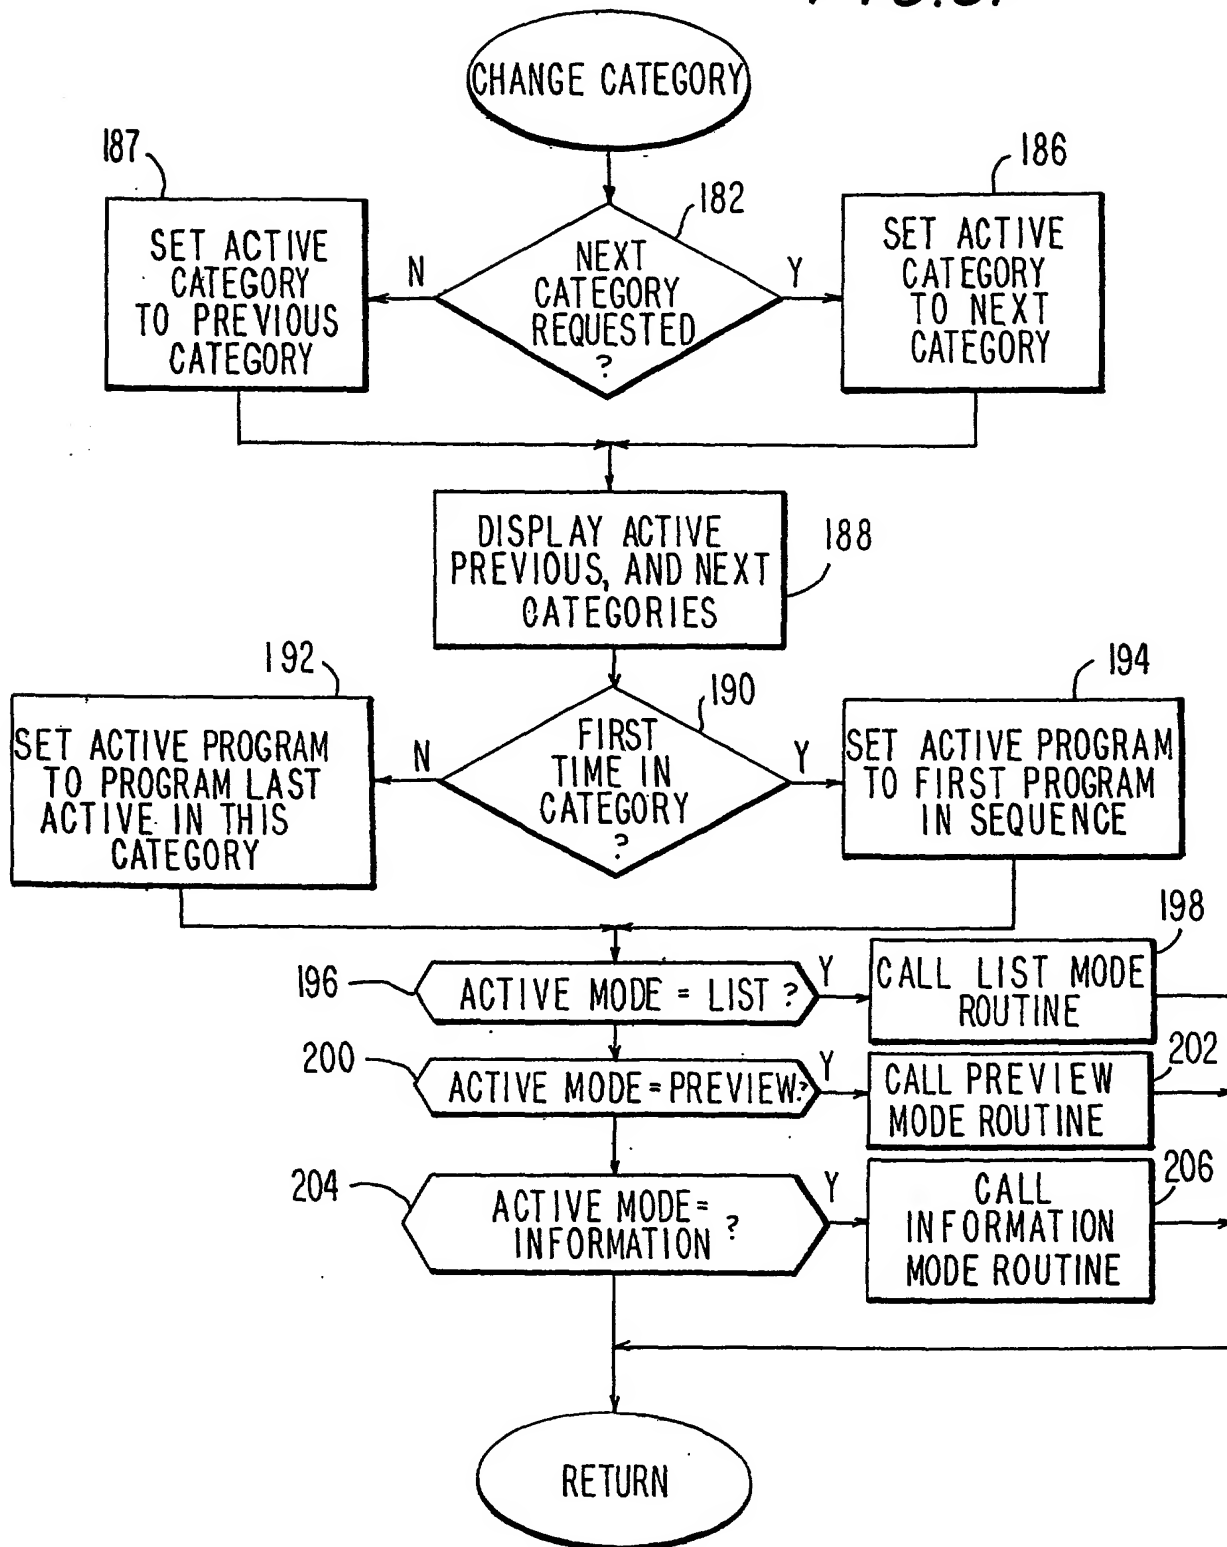 CHANGE CATEGORY
187
186
182
SET ACTIVE
CATEGORY
TO PREVIOUS
CATEGORY
N
NEXT
CATEGORY
REQUESTED
?
Y
SET ACTIVE
CATEGORY
TO NEXT
CATEGORY
DISPLAY ACTIVE
PREVIOUS, AND NEXT
CATEGORIES
188
192
190
194
SET ACTIVE PROGRAM
TO PROGRAM LAST
ACTIVE IN THIS
CATEGORY
N
FIRST
TIME IN
CATEGORY
?
Y
SET ACTIVE PROGRAM
TO FIRST PROGRAM
IN SEQUENCE
198
196
ACTIVE MODE = LIST ?
Y
CALL LIST MODE
ROUTINE
200
ACTIVE MODE = PREVIEW?
Y
202
CALL PREVIEW
MODE ROUTINE
204
ACTIVE MODE =
INFORMATION ?
Y
206
CALL
INFORMATION
MODE ROUTINE
RETURN